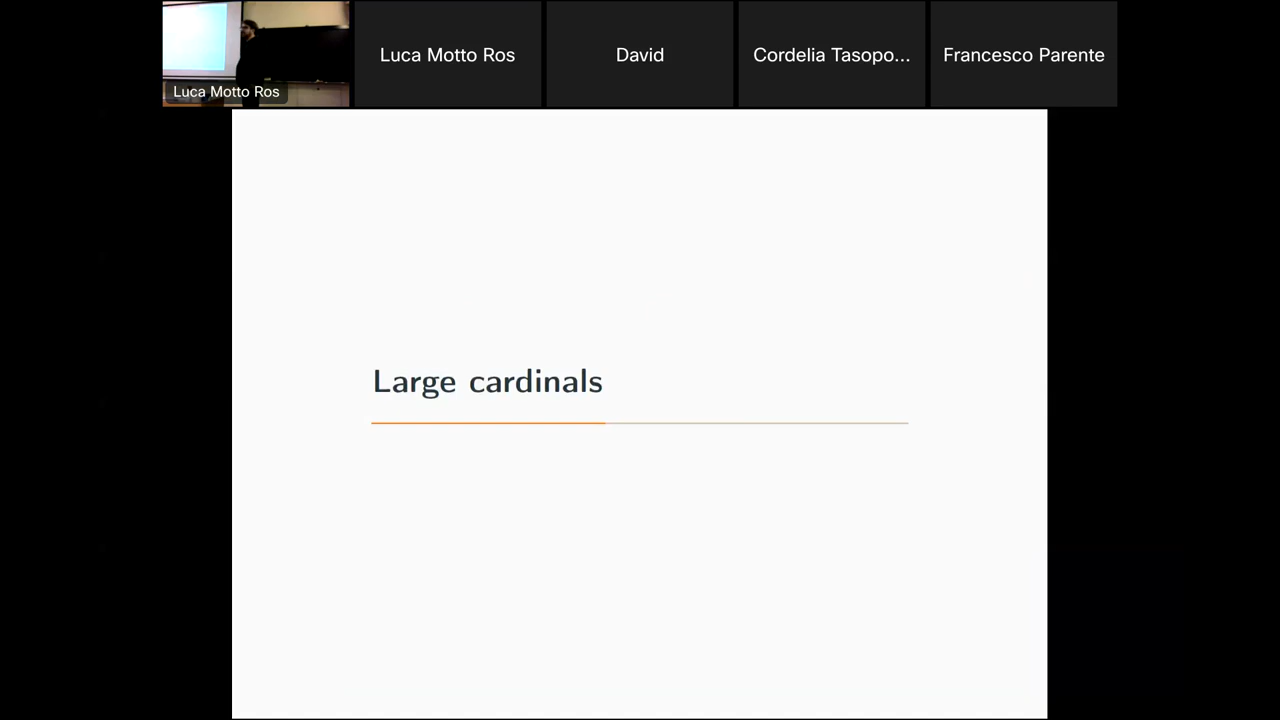 Luca Motto Ros
Luca Motto Ros
David
Cordelia Tasopo...
Francesco Parente
Large cardinals